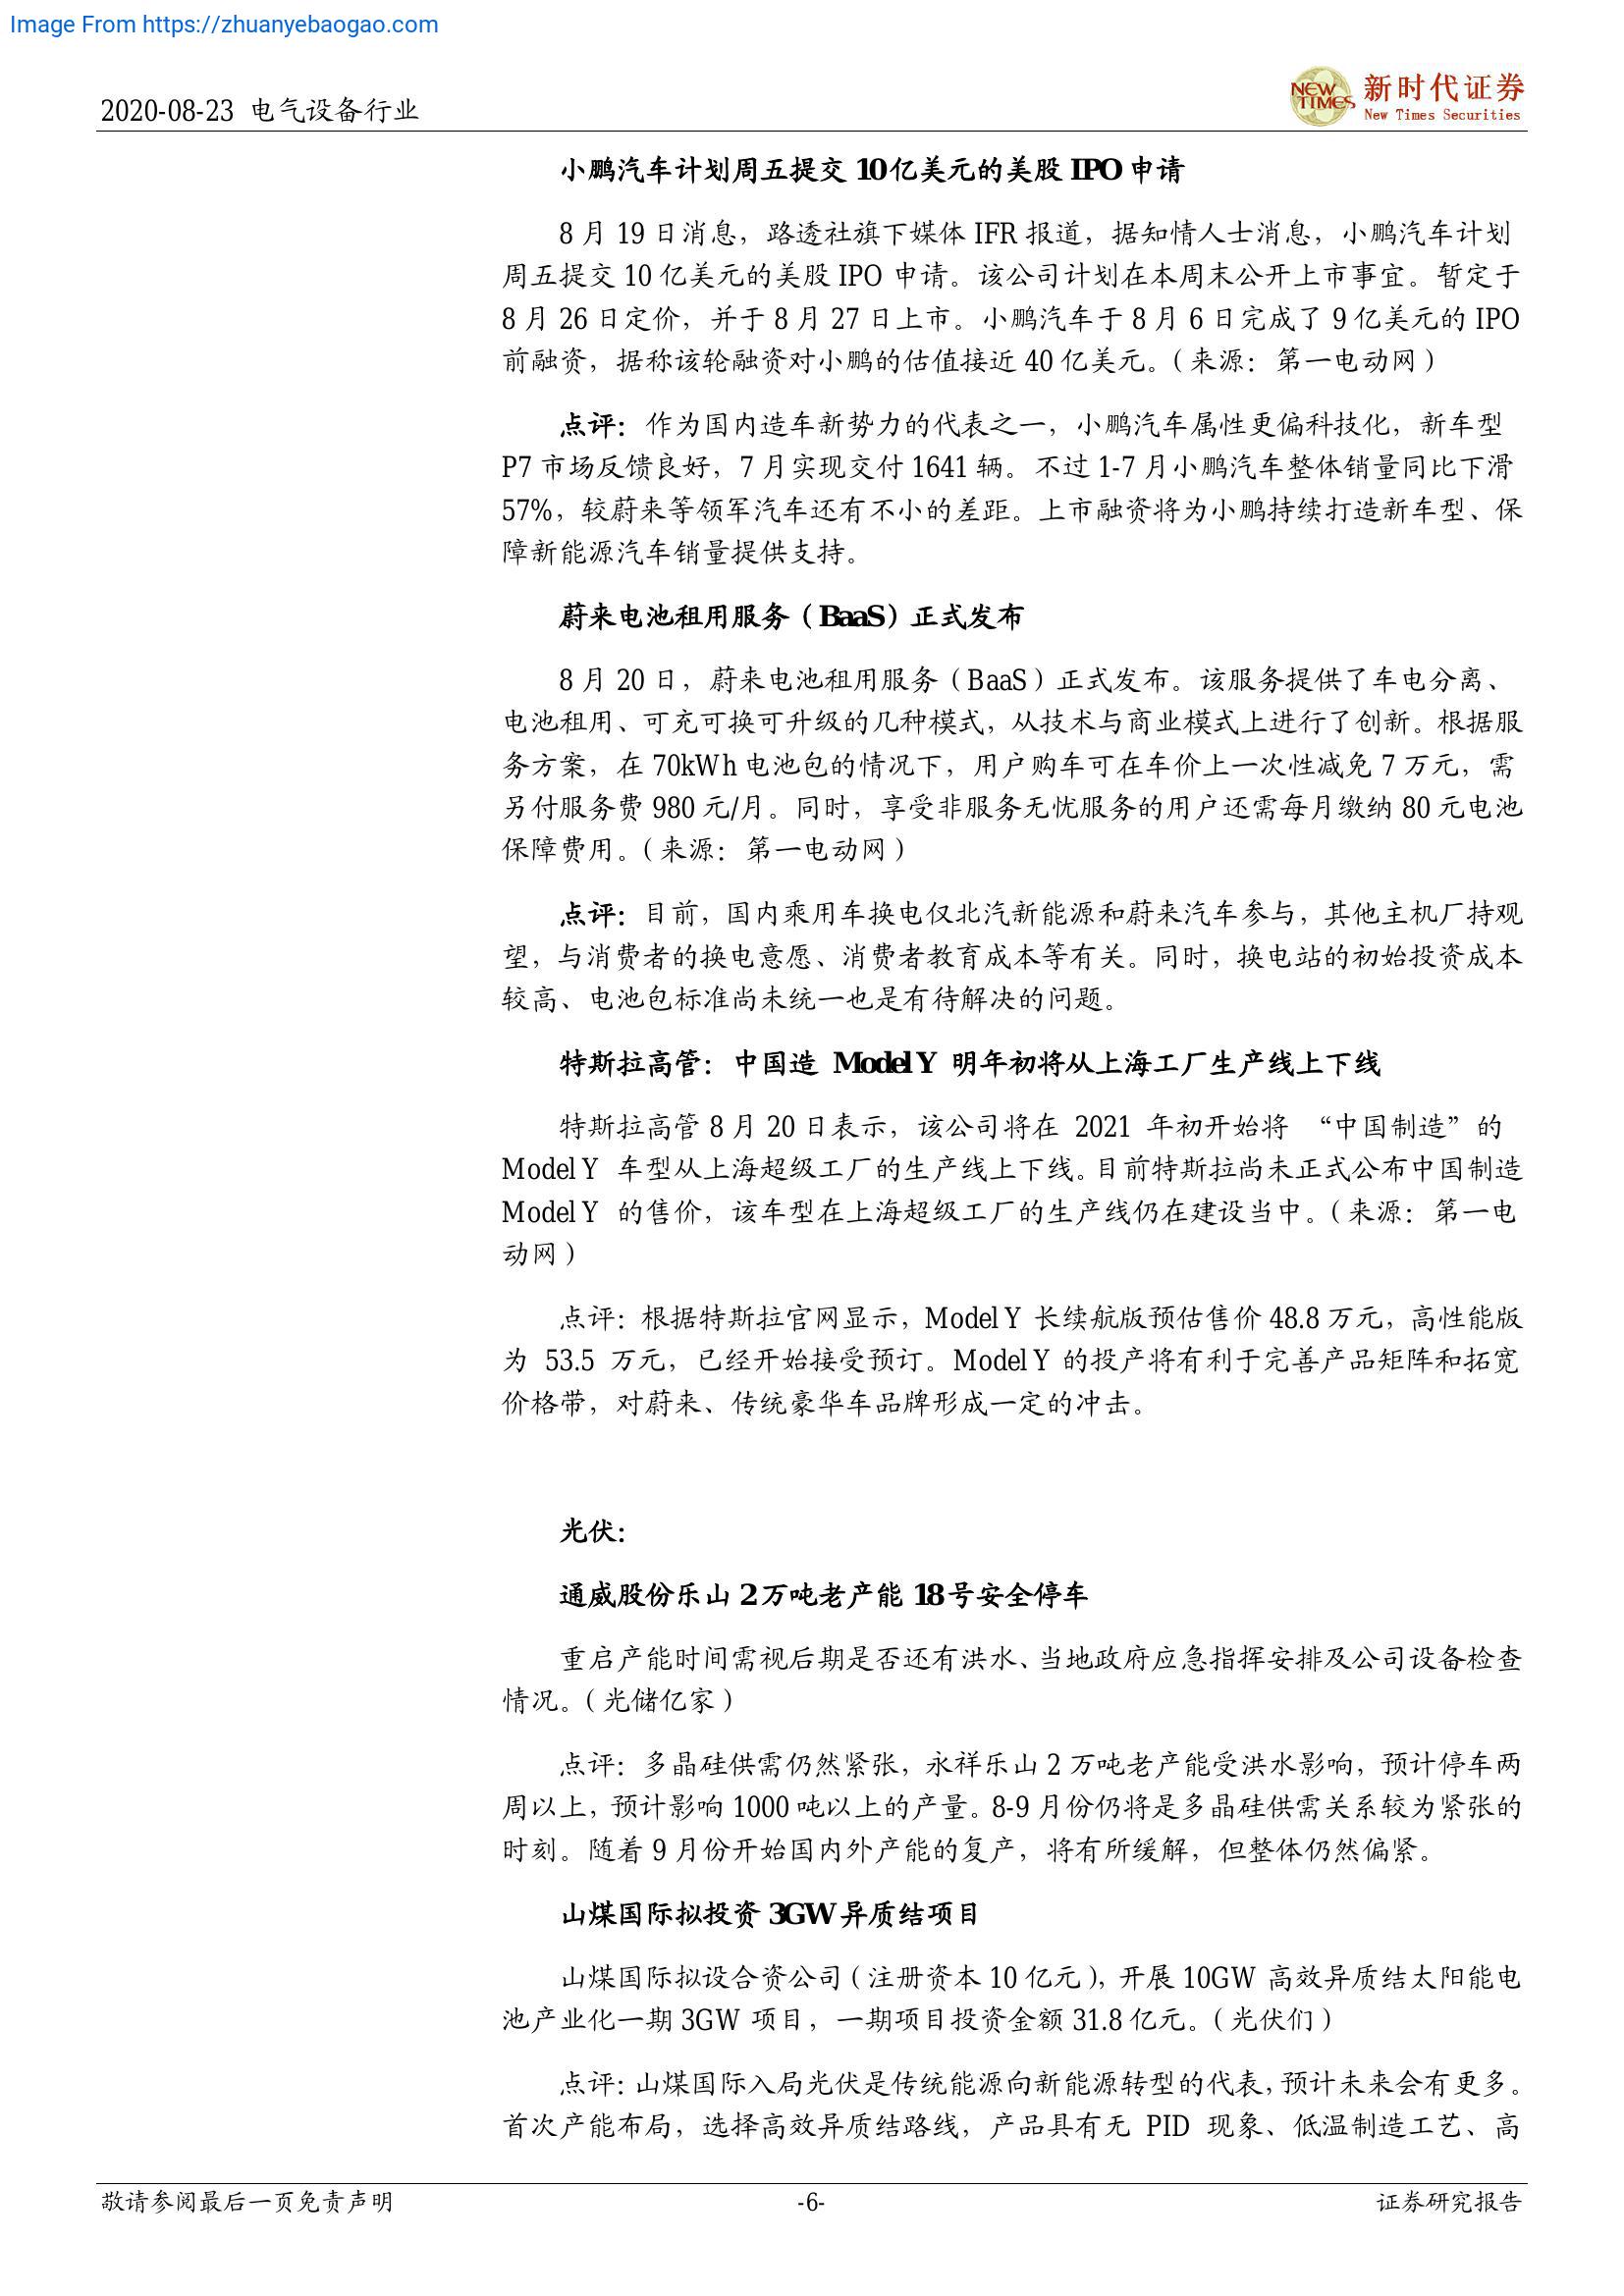 Image From https://zhuanyebaogao.com
2020-08-23 电气设备行业
NEW TIMES 新时代证券
New Times Securities
小鹏汽车计划周五提交 10亿美元的美股 IPO 申请
8 月 19 日消息，路透社旗下媒体 IFR 报道，据知情人士消息，小鹏汽车计划
周五提交 10 亿美元的美股 IPO 申请。该公司计划在本周末公开上市事宜。暂定于
8 月 26 日定价，并于 8 月 27 日上市。小鹏汽车于 8 月 6 日完成了 9 亿美元的 IPO
前融资，据称该轮融资对小鹏的估值接近 40 亿美元。（来源：第一电动网）
点评：作为国内造车新势力的代表之一，小鹏汽车属性更偏科技化，新车型
P7 市场反馈良好，7 月实现交付 1641 辆。不过 1-7 月小鹏汽车整体销量同比下滑
57%，较蔚来等领军汽车还有不小的差距。上市融资将为小鹏持续打造新车型、保
障新能源汽车销量提供支持。
蔚来电池租用服务（BaaS）正式发布
8 月 20 日，蔚来电池租用服务（BaaS）正式发布。该服务提供了车电分离、
电池租用、可充可换可升级的几种模式，从技术与商业模式上进行了创新。根据服
务方案，在 70kWh 电池包的情况下，用户购车可在车价上一次性减免 7 万元，需
另付服务费 980 元/月。同时，享受非服务无忧服务的用户还需每月缴纳 80 元电池
保障费用。（来源：第一电动网）
点评：目前，国内乘用车换电仅北汽新能源和蔚来汽车参与，其他主机厂持观
望，与消费者的换电意愿、消费者教育成本等有关。同时，换电站的初始投资成本
较高、电池包标准尚未统一也是有待解决的问题。
特斯拉高管：中国造 Model Y 明年初将从上海工厂生产线上下线
特斯拉高管 8 月 20 日表示，该公司将在 2021 年初开始将 “中国制造”的
Model Y 车型从上海超级工厂的生产线上下线。目前特斯拉尚未正式公布中国制造
Model Y 的售价，该车型在上海超级工厂的生产线仍在建设当中。（来源：第一电
动网）
点评：根据特斯拉官网显示，Model Y 长续航版预估售价 48.8 万元，高性能版
为 53.5 万元，已经开始接受预订。Model Y 的投产将有利于完善产品矩阵和拓宽
价格带，对蔚来、传统豪华车品牌形成一定的冲击。
光伏：
通威股份乐山 2 万吨老产能 18 号安全停车
重启产能时间需视后期是否还有洪水、当地政府应急指挥安排及公司设备检查
情况。（光储亿家）
点评：多晶硅供需仍然紧张，永祥乐山 2 万吨老产能受洪水影响，预计停车两
周以上，预计影响 1000 吨以上的产量。8-9 月份仍将是多晶硅供需关系较为紧张的
时刻。随着 9 月份开始国内外产能的复产，将有所缓解，但整体仍然偏紧。
山煤国际拟投资 3GW 异质结项目
山煤国际拟设合资公司（注册资本 10 亿元），开展 10GW 高效异质结太阳能电
池产业化一期 3GW 项目，一期项目投资金额 31.8 亿元。（光伏们）
点评：山煤国际入局光伏是传统能源向新能源转型的代表，预计未来会有更多。
首次产能布局，选择高效异质结路线，产品具有无 PID 现象、低温制造工艺、高
敬请参阅最后一页免责声明 -6- 证券研究报告